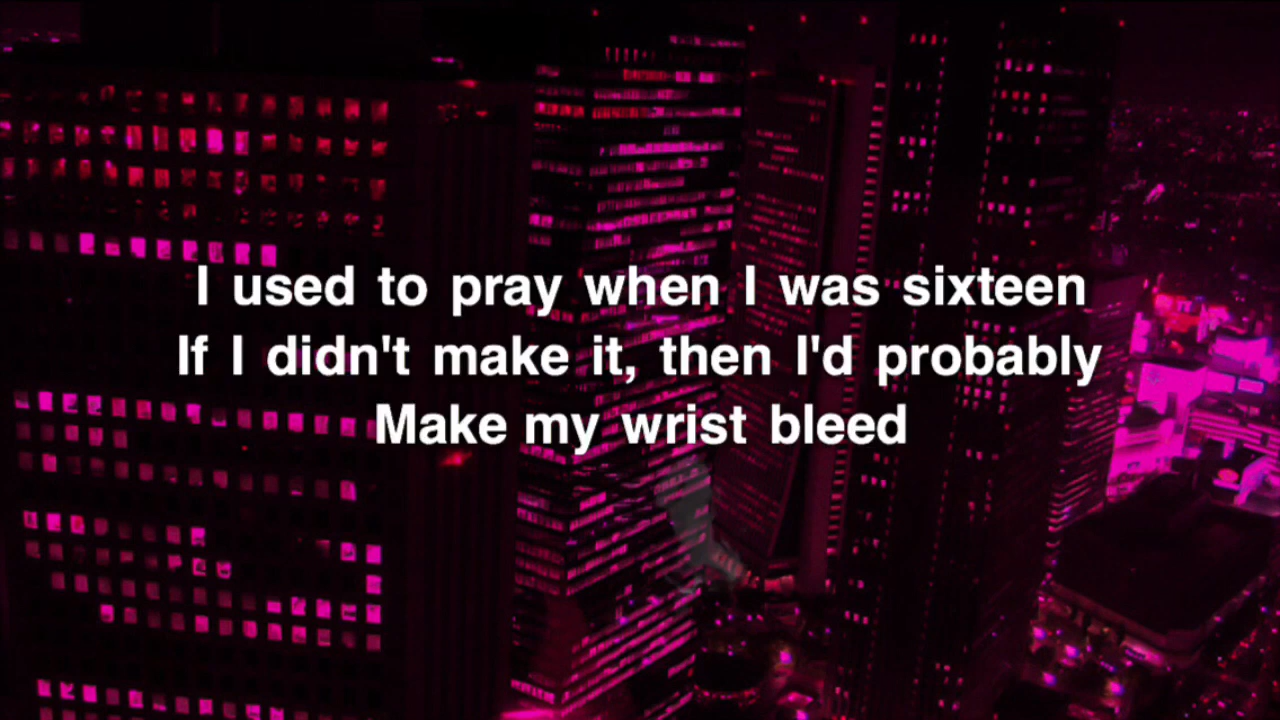 I used to pray when I was sixteen
If I didn't make it, then I'd probably
Make my wrist bleed